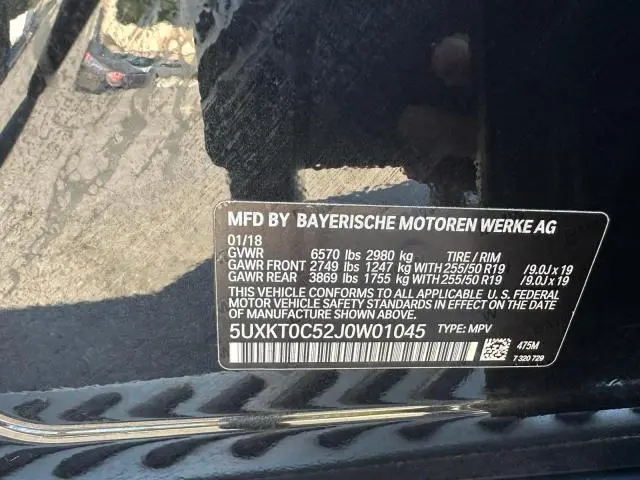 MFD BY BAYERISCHE MOTOREN WERKE AG
01/18
GVWR 6570 lbs 2980 kg TIRE / RIM
GAWR FRONT 2749 lbs 1247 kg WITH 255/50 R19 /9.0J x 19
GAWR REAR 3869 lbs 1755 kg WITH 255/50 R19 /9.0J x 19
THIS VEHICLE CONFORMS TO ALL APPLICABLE U. S. FEDERAL
MOTOR VEHICLE SAFETY STANDARDS IN EFFECT ON THE DATE
OF MANUFACTURE SHOWN ABOVE.
5UXKT0C52J0W01045 TYPE: MPV
475M
7 320 729